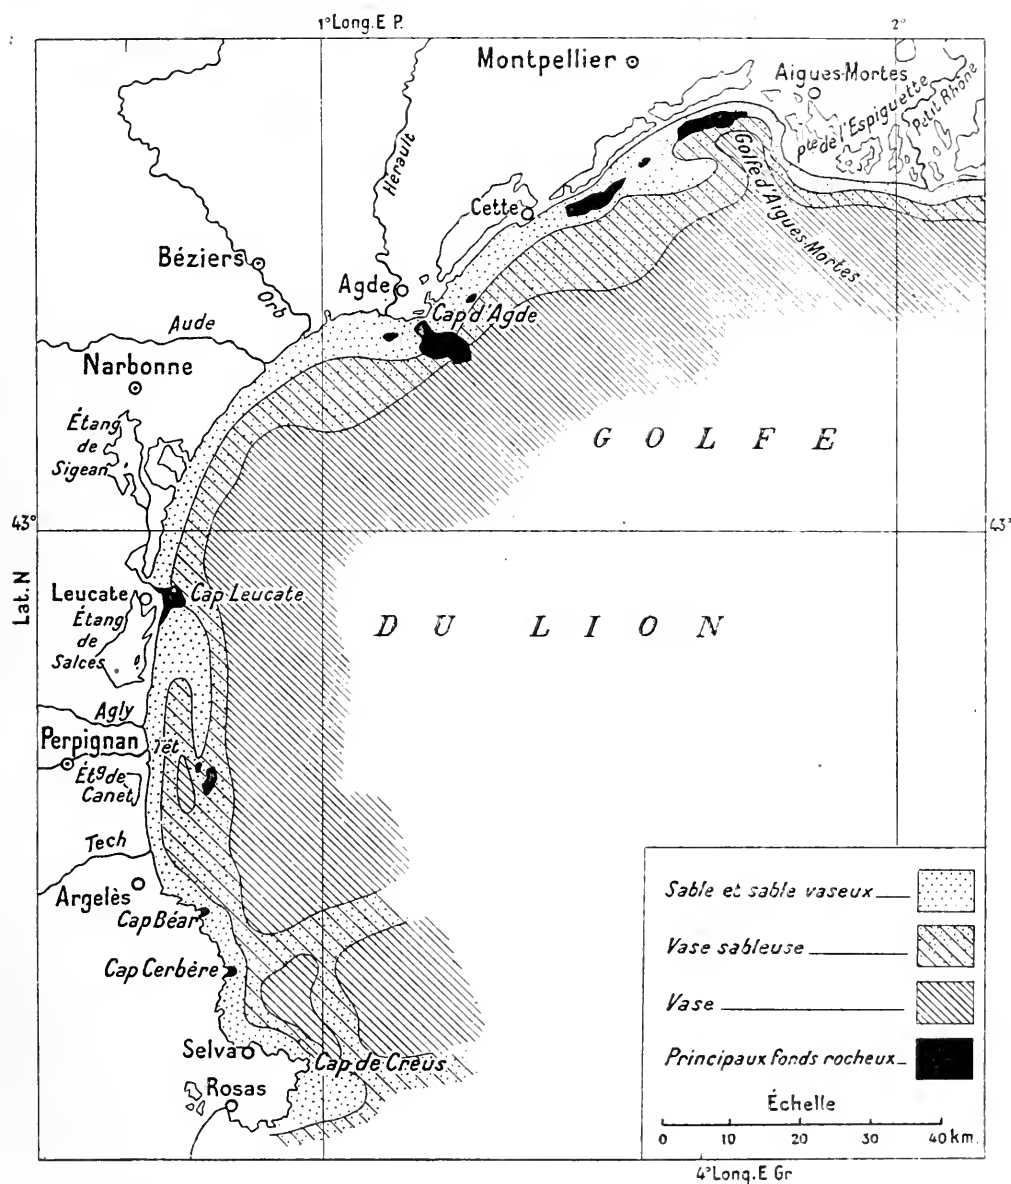 1° Long. E P.
2°
Montpellier
Aigues-Mortes
pte de l'Espiguette
Petit Rhône
Hérault
Golfe d'Aigues-Mortes
Cette
Béziers
Orb
Agde
Cap d'Agde
Aude
Narbonne
Étang
de
Sigean
GOLFE
43°
43°
Lat. N
Leucate
Cap Leucate
Étang
de
Salces
DU LION
Agly
Perpignan
Têt
Étg de
Canet
Tech
Argelès
Cap Béar
Cap Cerbère
Selva
Cap de Creus
Rosas
Sable et sable vaseux
Vase sableuse
Vase
Principaux fonds rocheux
Échelle
0 10 20 30 40 km.
4° Long. E Gr